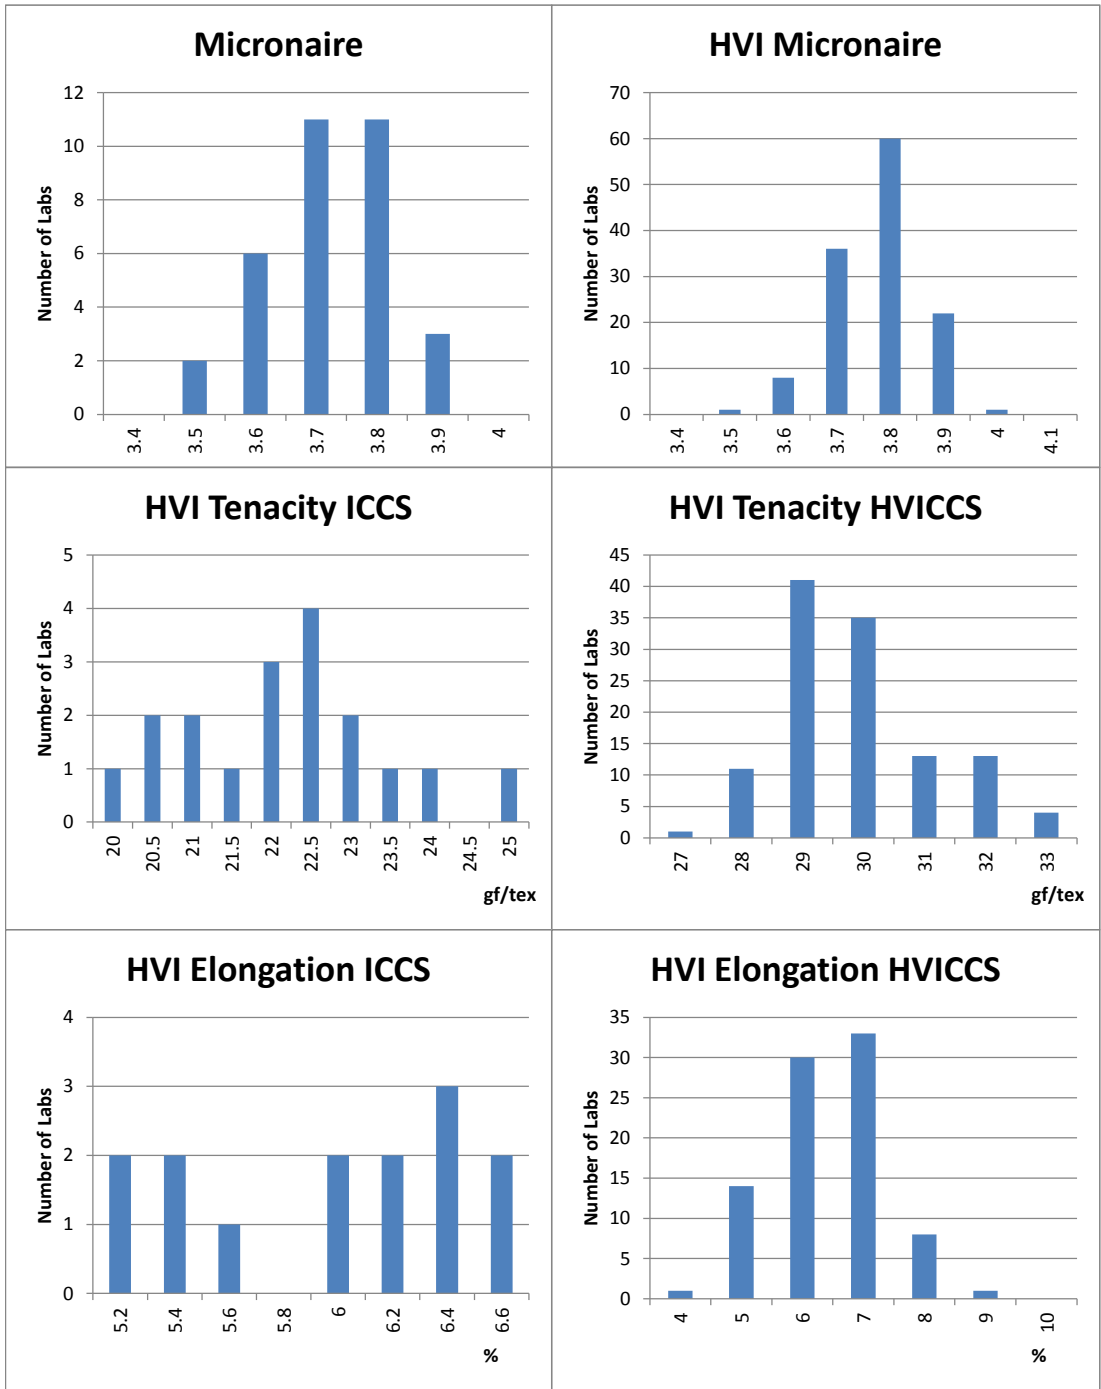 Micronaire
12
10
8
6
4
2
0
Number of Labs
3.4 3.5 3.6 3.7 3.8 3.9 4
HVI Micronaire
70
60
50
40
30
20
10
0
Number of Labs
3.4 3.5 3.6 3.7 3.8 3.9 4 4.1
HVI Tenacity ICCS
5
4
3
2
1
0
Number of Labs
20 20.5 21 21.5 22 22.5 23 23.5 24 24.5 25
gf/tex
HVI Tenacity HVICCS
45
40
35
30
25
20
15
10
5
0
Number of Labs
27 28 29 30 31 32 33
gf/tex
HVI Elongation ICCS
4
3
2
1
0
Number of Labs
5.2 5.4 5.6 5.8 6 6.2 6.4 6.6
%
HVI Elongation HVICCS
35
30
25
20
15
10
5
0
Number of Labs
4 5 6 7 8 9 10
%